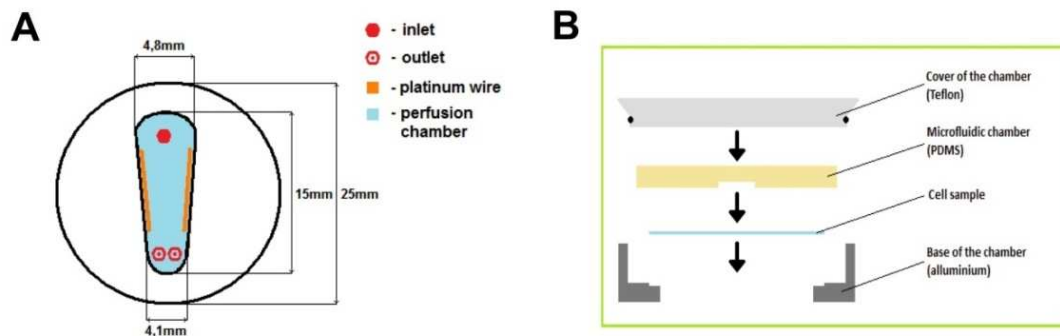 A
4,8mm
- inlet
- outlet
- platinum wire
- perfusion
chamber
15mm
25mm
4,1mm
B
Cover of the chamber
(Teflon)
Microfluidic chamber
(PDMS)
Cell sample
Base of the chamber
(alluminium)